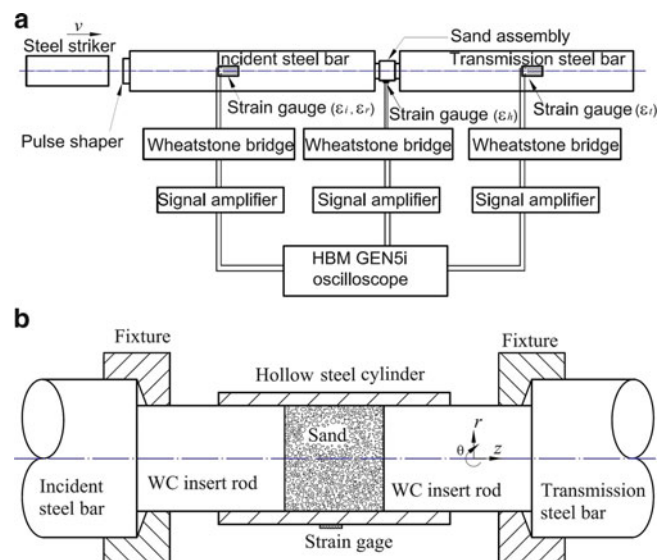 a
v
Steel striker
Incident steel bar
Sand assembly
Transmission steel bar
Strain gauge (εi, εr)
Strain gauge (εh)
Strain gauge (εt)
Pulse shaper
Wheatstone bridge
Wheatstone bridge
Wheatstone bridge
Signal amplifier
Signal amplifier
Signal amplifier
HBM GEN5i
oscilloscope
b
Fixture
Fixture
Hollow steel cylinder
Sand
r
θ
z
WC insert rod
WC insert rod
Incident
steel bar
Transmission
steel bar
Strain gage